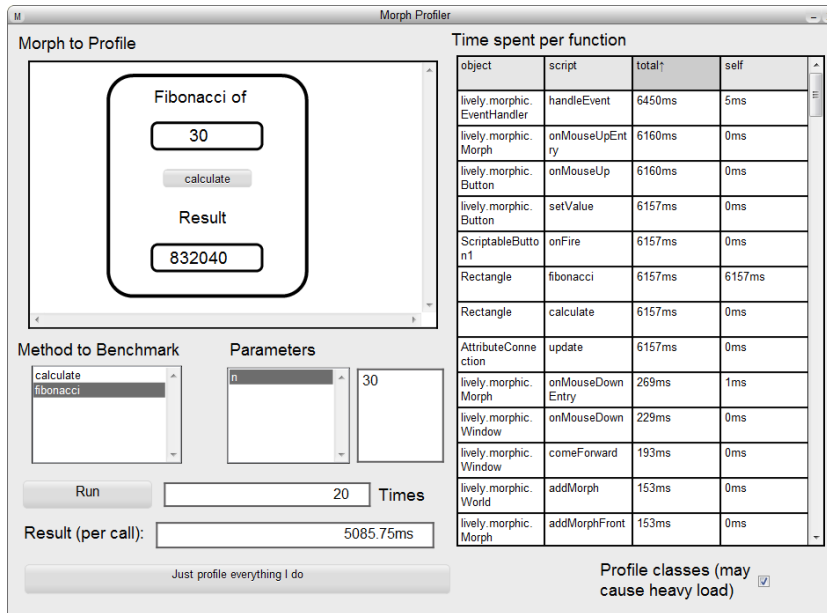 M
Morph Profiler
Morph to Profile
Fibonacci of
30
calculate
Result
832040
Method to Benchmark
calculate
fibonacci
Parameters
n
30
Run
20
Times
Result (per call):
5085.75ms
Just profile everything I do
Time spent per function
object script total↑ self
lively.morphic. handleEvent 6450ms 5ms
EventHandler
lively.morphic. onMouseUpEnt 6160ms 0ms
Morph ry
lively.morphic. onMouseUp 6160ms 0ms
Button
lively.morphic. setValue 6157ms 0ms
Button
ScriptableButto onFire 6157ms 0ms
n1
Rectangle fibonacci 6157ms 6157ms
Rectangle calculate 6157ms 0ms
AttributeConne update 6157ms 0ms
ction
lively.morphic. onMouseDown 269ms 1ms
Morph Entry
lively.morphic. onMouseDown 229ms 0ms
Window
lively.morphic. comeForward 193ms 0ms
Window
lively.morphic. addMorph 153ms 0ms
World
lively.morphic. addMorphFront 153ms 0ms
Morph
Profile classes (may
cause heavy load)